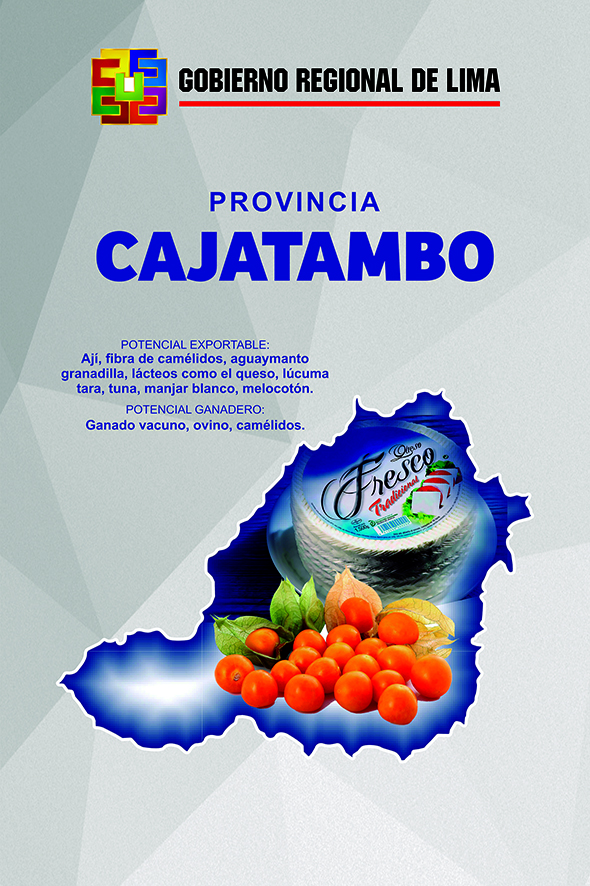 GOBIERNO REGIONAL DE LIMA
PROVINCIA
CAJATAMBO
POTENCIAL EXPORTABLE:
Ají, fibra de camélidos, aguaymanto
granadilla, lácteos como el queso, lúcuma
tara, tuna, manjar blanco, melocotón.
POTENCIAL GANADERO:
Ganado vacuno, ovino, camélidos.
Queso
Fresco
Tradicional